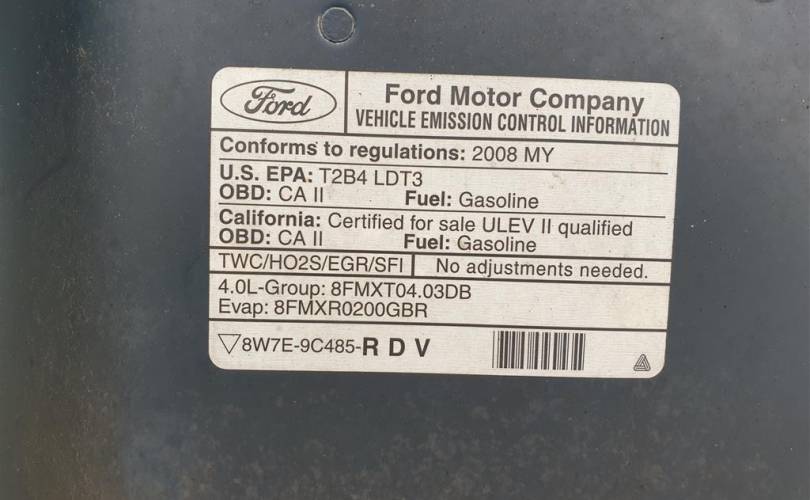 Ford
Ford Motor Company
VEHICLE EMISSION CONTROL INFORMATION
Conforms to regulations: 2008 MY
U.S. EPA: T2B4 LDT3
OBD: CA II Fuel: Gasoline
California: Certified for sale ULEV II qualified
OBD: CA II Fuel: Gasoline
TWC/HO2S/EGR/SFI No adjustments needed.
4.0L-Group: 8FMXT04.03DB
Evap: 8FMXR0200GBR
▽8W7E-9C485-R D V